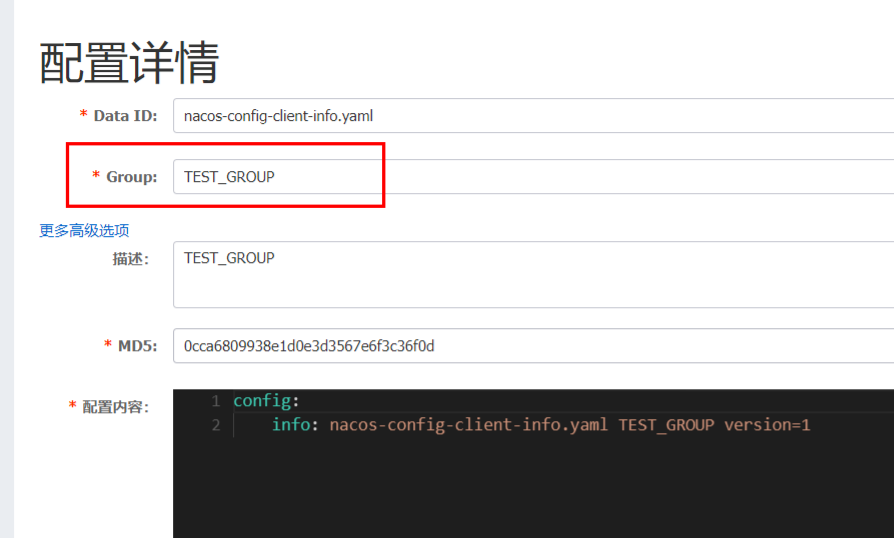 配置详情
* Data ID: nacos-config-client-info.yaml
* Group: TEST_GROUP
更多高级选项
描述: TEST_GROUP
* MD5: 0cca6809938e1d0e3d3567e6f3c36f0d
* 配置内容:
1 config:
2 info: nacos-config-client-info.yaml TEST_GROUP version=1